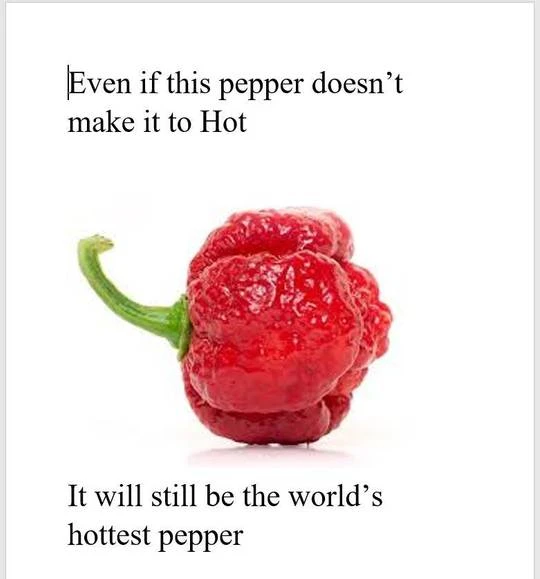 Even if this pepper doesn’t
make it to Hot
It will still be the world’s
hottest pepper